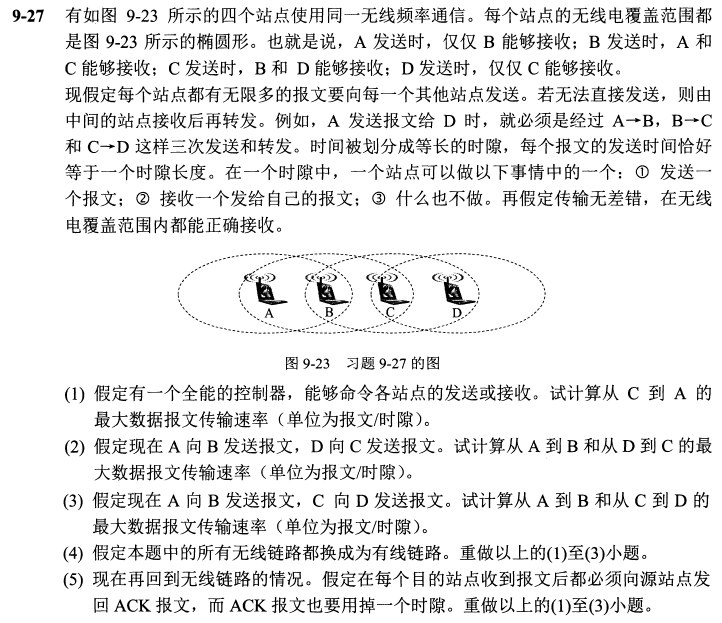 9-27 有如图 9-23 所示的四个站点使用同一无线频率通信。每个站点的无线电覆盖范围都
是图 9-23 所示的椭圆形。也就是说，A 发送时，仅仅 B 能够接收；B 发送时，A 和
C 能够接收；C 发送时，B 和 D 能够接收；D 发送时，仅仅 C 能够接收。
现假定每个站点都有无限多的报文要向每一个其他站点发送。若无法直接发送，则由
中间的站点接收后再转发。例如，A 发送报文给 D 时，就必须是经过 A→B，B→C
和 C→D 这样三次发送和转发。时间被划分成等长的时隙，每个报文的发送时间恰好
等于一个时隙长度。在一个时隙中，一个站点可以做以下事情中的一个：① 发送一
个报文；② 接收一个发给自己的报文；③ 什么也不做。再假定传输无差错，在无线
电覆盖范围内都能正确接收。
A B C D
图 9-23 习题 9-27 的图
(1) 假定有一个全能的控制器，能够命令各站点的发送或接收。试计算从 C 到 A 的
最大数据报文传输速率（单位为报文/时隙）。
(2) 假定现在 A 向 B 发送报文，D 向 C 发送报文。试计算从 A 到 B 和从 D 到 C 的最
大数据报文传输速率（单位为报文/时隙）。
(3) 假定现在 A 向 B 发送报文，C 向 D 发送报文。试计算从 A 到 B 和从 C 到 D 的
最大数据报文传输速率（单位为报文/时隙）。
(4) 假定本题中的所有无线链路都换成为有线链路。重做以上的(1)至(3)小题。
(5) 现在再回到无线链路的情况。假定在每个目的站点收到报文后都必须向源站点发
回 ACK 报文，而 ACK 报文也要用掉一个时隙。重做以上的(1)至(3)小题。